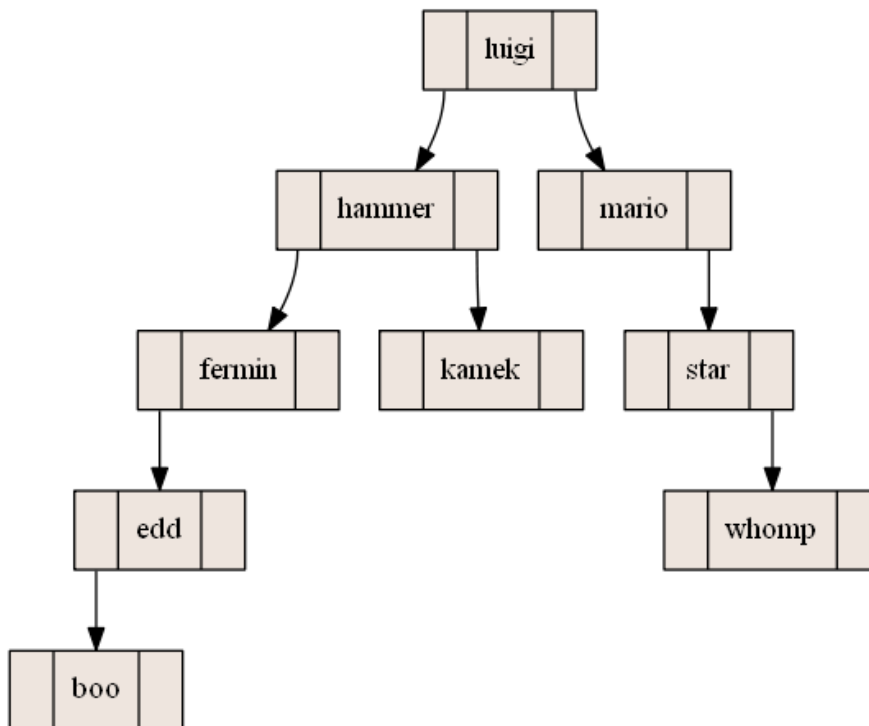 luigi
hammer
mario
fermin
kamek
star
edd
whomp
boo